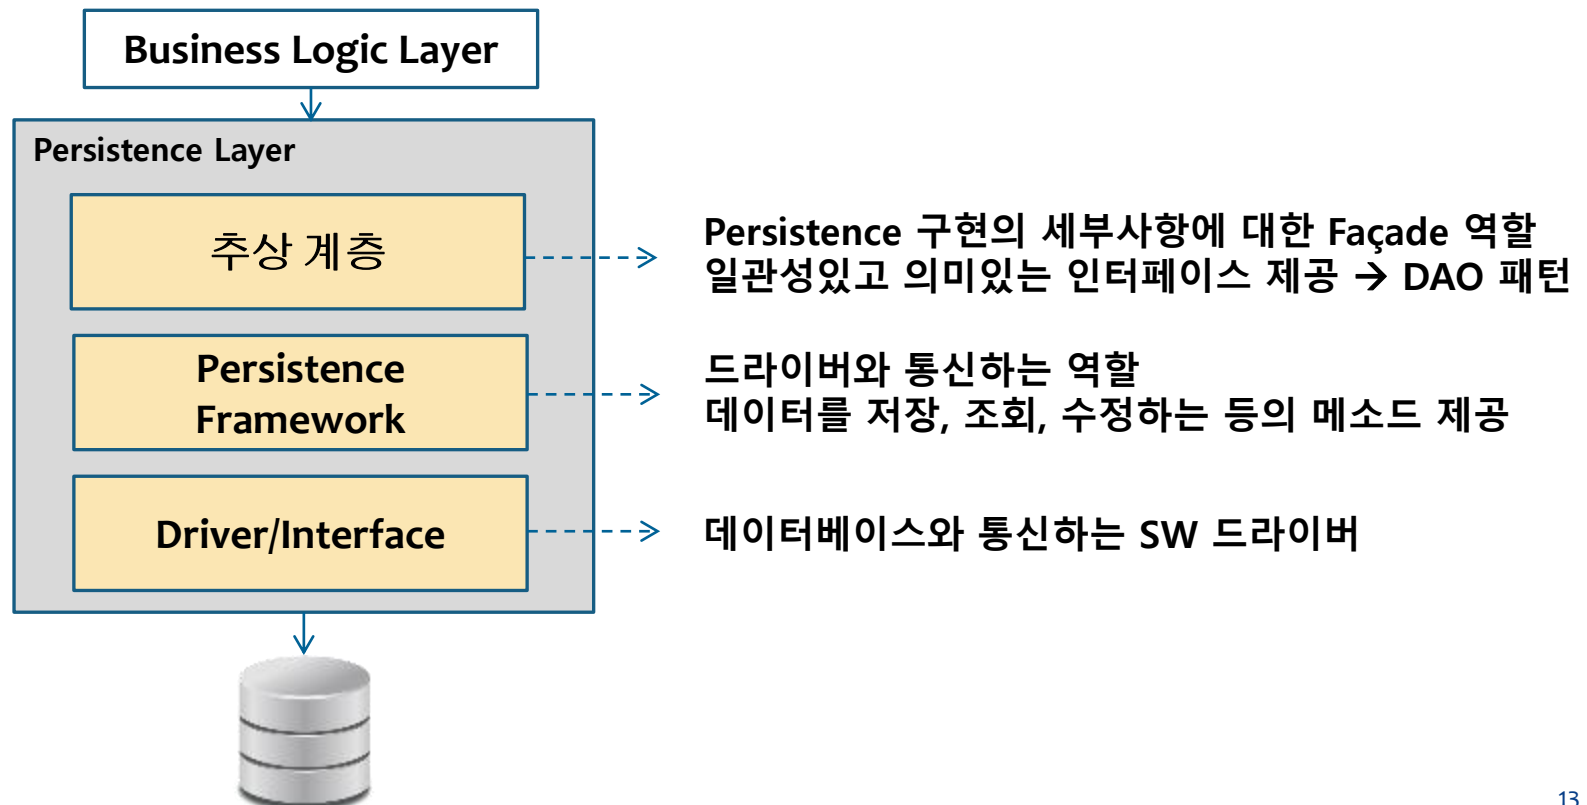 Business Logic Layer
Persistence Layer
추상 계층
Persistence 구현의 세부사항에 대한 Façade 역할
일관성있고 의미있는 인터페이스 제공 → DAO 패턴
Persistence
Framework
드라이버와 통신하는 역할
데이터를 저장, 조회, 수정하는 등의 메소드 제공
Driver/Interface
데이터베이스와 통신하는 SW 드라이버
13